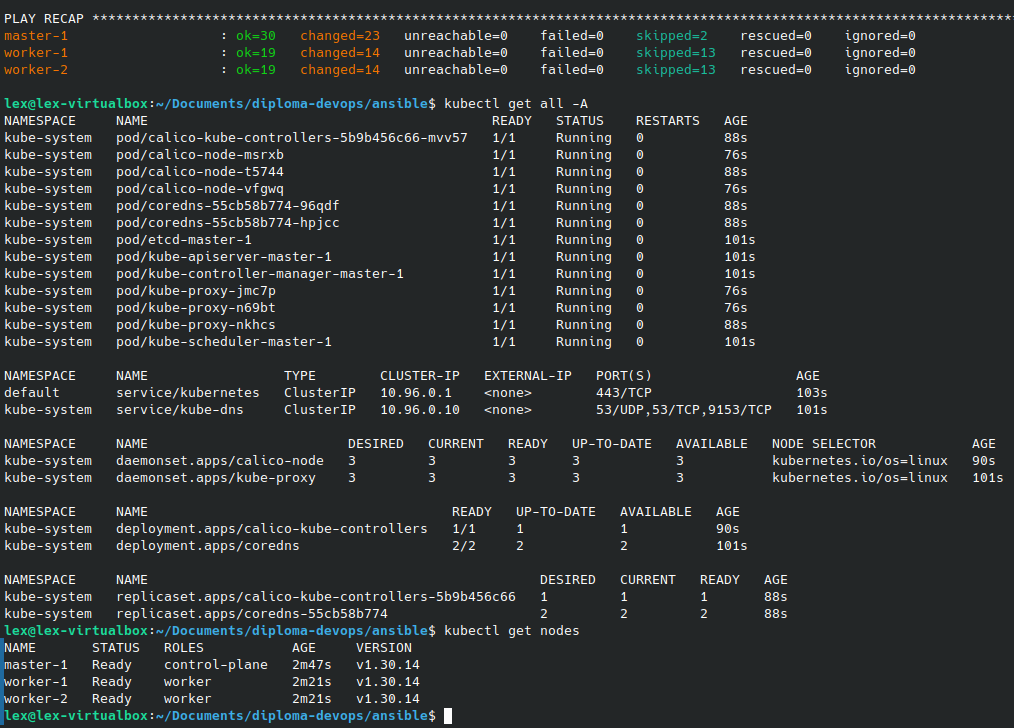 PLAY RECAP *******************************************************************************************************************
master-1                   : ok=30   changed=23   unreachable=0    failed=0    skipped=2    rescued=0    ignored=0
worker-1                   : ok=19   changed=14   unreachable=0    failed=0    skipped=13   rescued=0    ignored=0
worker-2                   : ok=19   changed=14   unreachable=0    failed=0    skipped=13   rescued=0    ignored=0
lex@lex-virtualbox:~/Documents/diploma-devops/ansible$ kubectl get all -A
NAMESPACE     NAME                                           READY   STATUS    RESTARTS   AGE
kube-system   pod/calico-kube-controllers-5b9b456c66-mvv57   1/1     Running   0          88s
kube-system   pod/calico-node-msrxb                          1/1     Running   0          76s
kube-system   pod/calico-node-t5744                          1/1     Running   0          88s
kube-system   pod/calico-node-vfgwq                          1/1     Running   0          76s
kube-system   pod/coredns-55cb58b774-96qdf                   1/1     Running   0          88s
kube-system   pod/coredns-55cb58b774-hpjcc                   1/1     Running   0          88s
kube-system   pod/etcd-master-1                              1/1     Running   0          101s
kube-system   pod/kube-apiserver-master-1                    1/1     Running   0          101s
kube-system   pod/kube-controller-manager-master-1           1/1     Running   0          101s
kube-system   pod/kube-proxy-jmc7p                           1/1     Running   0          76s
kube-system   pod/kube-proxy-n69bt                           1/1     Running   0          76s
kube-system   pod/kube-proxy-nkhcs                           1/1     Running   0          88s
kube-system   pod/kube-scheduler-master-1                    1/1     Running   0          101s
NAMESPACE     NAME                 TYPE        CLUSTER-IP   EXTERNAL-IP   PORT(S)                  AGE
default       service/kubernetes   ClusterIP   10.96.0.1    <none>        443/TCP                  103s
kube-system   service/kube-dns     ClusterIP   10.96.0.10   <none>        53/UDP,53/TCP,9153/TCP   101s
NAMESPACE     NAME                         DESIRED   CURRENT   READY   UP-TO-DATE   AVAILABLE   NODE SELECTOR            AGE
kube-system   daemonset.apps/calico-node   3         3         3       3            3           kubernetes.io/os=linux   90s
kube-system   daemonset.apps/kube-proxy    3         3         3       3            3           kubernetes.io/os=linux   101s
NAMESPACE     NAME                                      READY   UP-TO-DATE   AVAILABLE   AGE
kube-system   deployment.apps/calico-kube-controllers   1/1     1            1           90s
kube-system   deployment.apps/coredns                   2/2     2            2           101s
NAMESPACE     NAME                                                 DESIRED   CURRENT   READY   AGE
kube-system   replicaset.apps/calico-kube-controllers-5b9b456c66   1         1         1       88s
kube-system   replicaset.apps/coredns-55cb58b774                   2         2         2       88s
lex@lex-virtualbox:~/Documents/diploma-devops/ansible$ kubectl get nodes
NAME       STATUS   ROLES           AGE     VERSION
master-1   Ready    control-plane   2m47s   v1.30.14
worker-1   Ready    worker          2m21s   v1.30.14
worker-2   Ready    worker          2m21s   v1.30.14
lex@lex-virtualbox:~/Documents/diploma-devops/ansible$